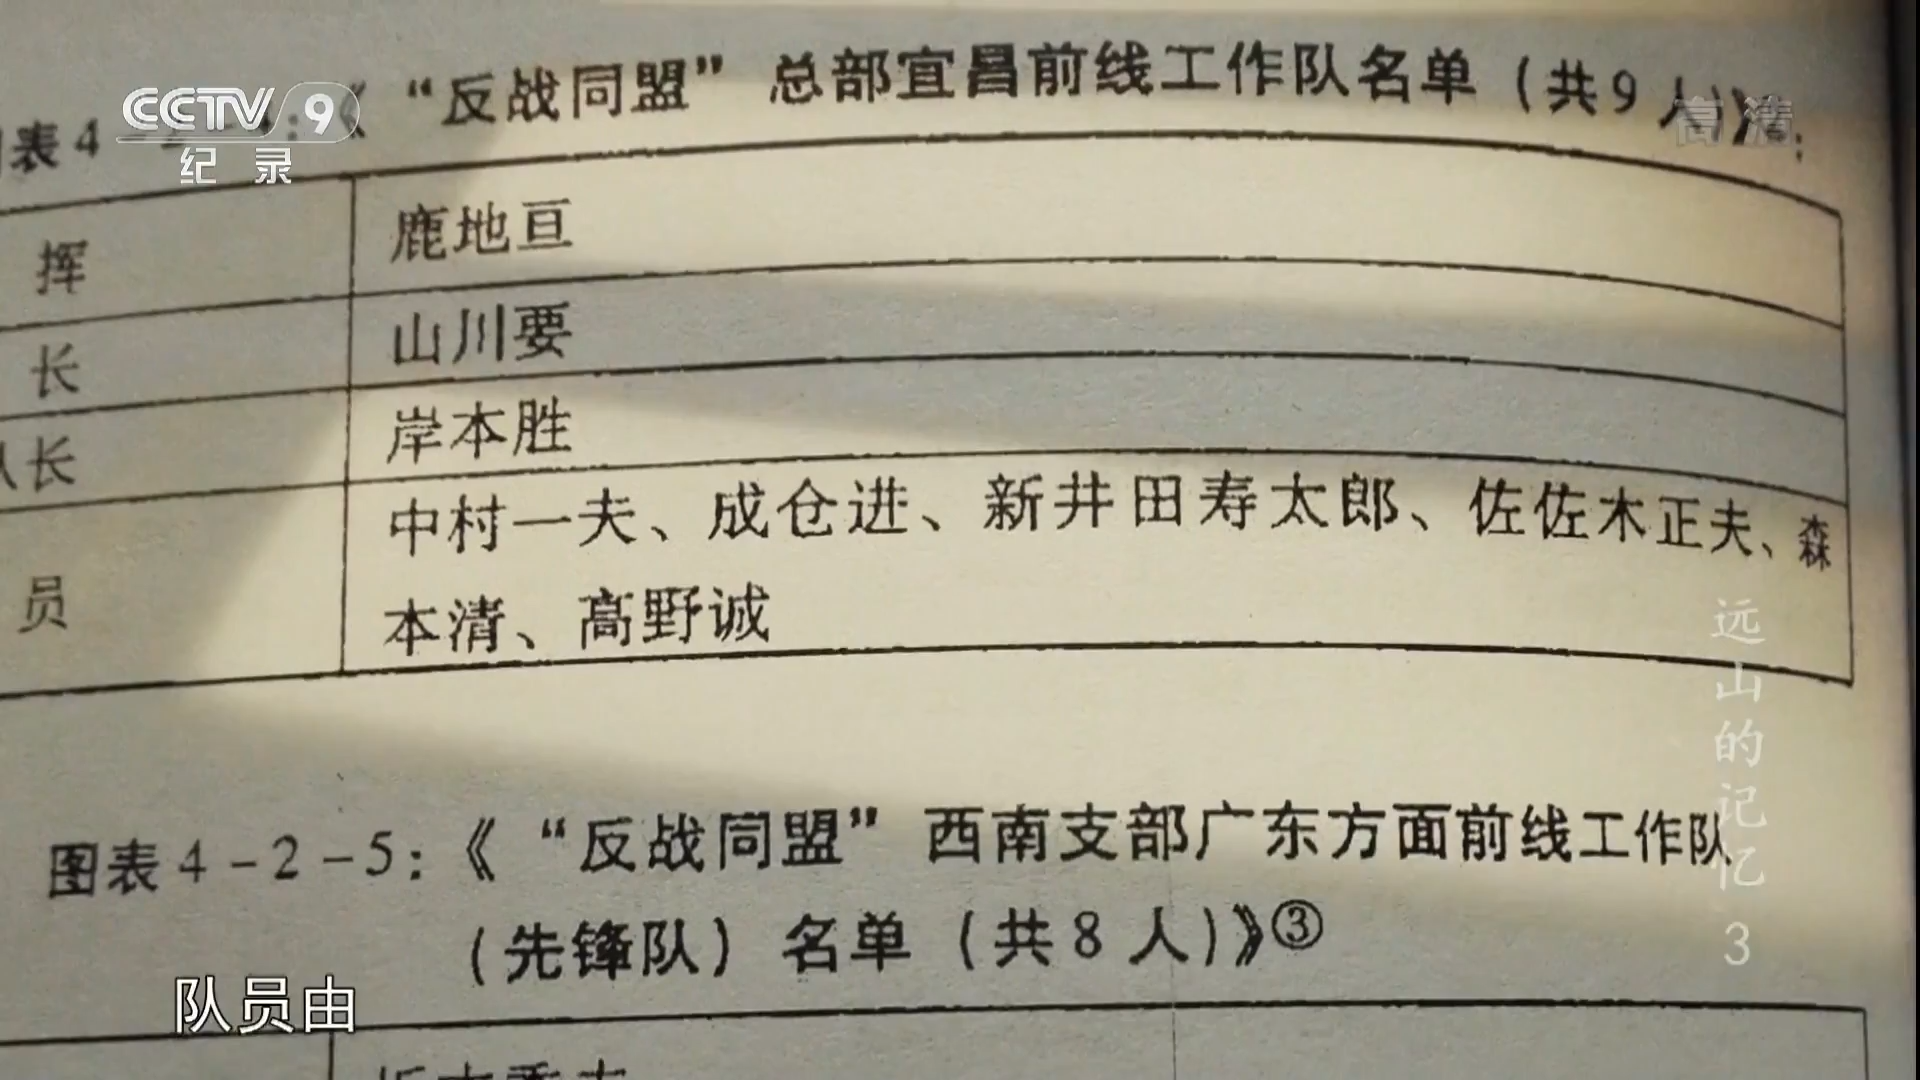 CCTV 9
纪录
高清
表4
《“反战同盟”总部宜昌前线工作队名单（共9人）》
挥 鹿地亘
长 山川要
队长 岸本胜
员 中村一夫、成仓进、新井田寿太郎、佐佐木正夫、森
本清、高野诚
图表4-2-5：《“反战同盟”西南支部广东方面前线工作队
（先锋队）名单（共8人）》③
远山的记忆 3
队员由